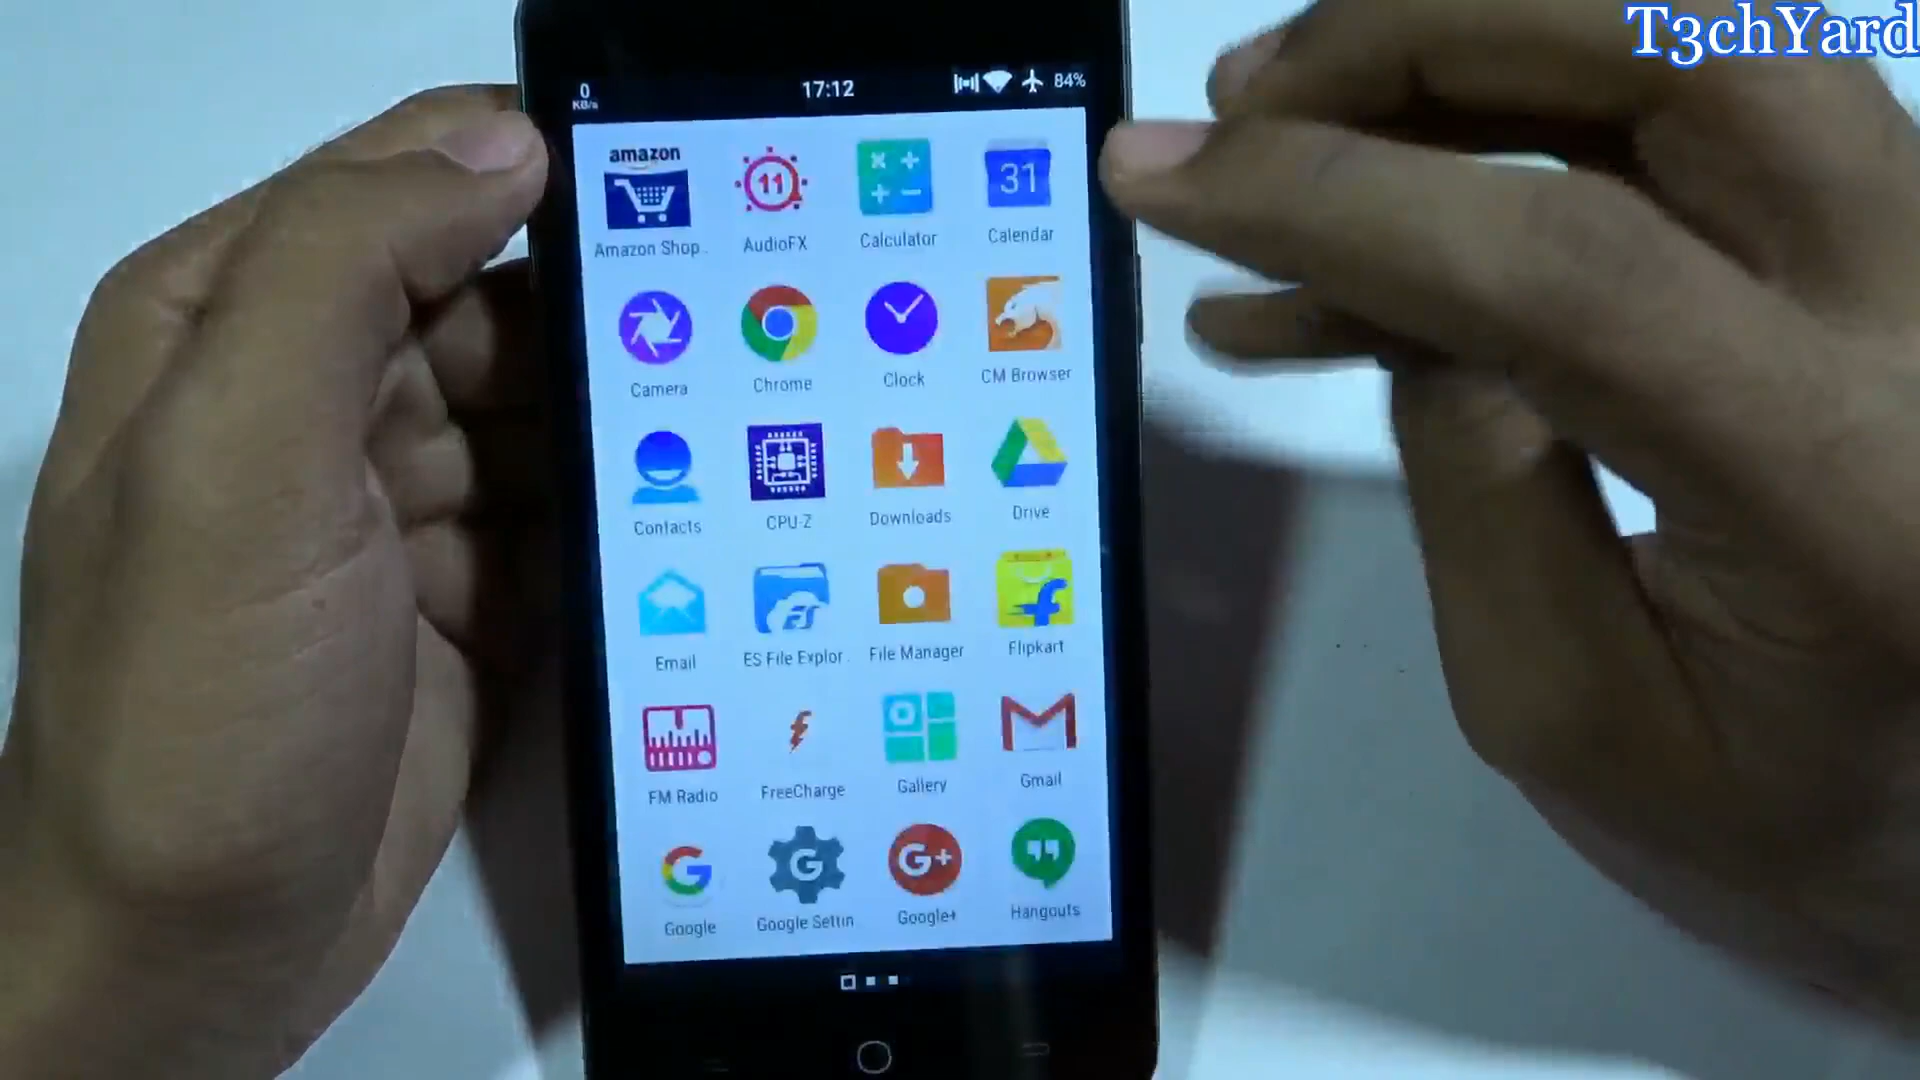 T3chYard
0
KB/s
17:12
84%
amazon
11
31
Amazon Shop..
AudioFX
Calculator
Calendar
Camera
Chrome
Clock
CM Browser
Contacts
CPU-Z
Downloads
Drive
ES
Email
ES File Explor..
File Manager
Flipkart
FM Radio
FreeCharge
Gallery
Gmail
G
G
G+
Google
Google Settin
Google+
Hangouts